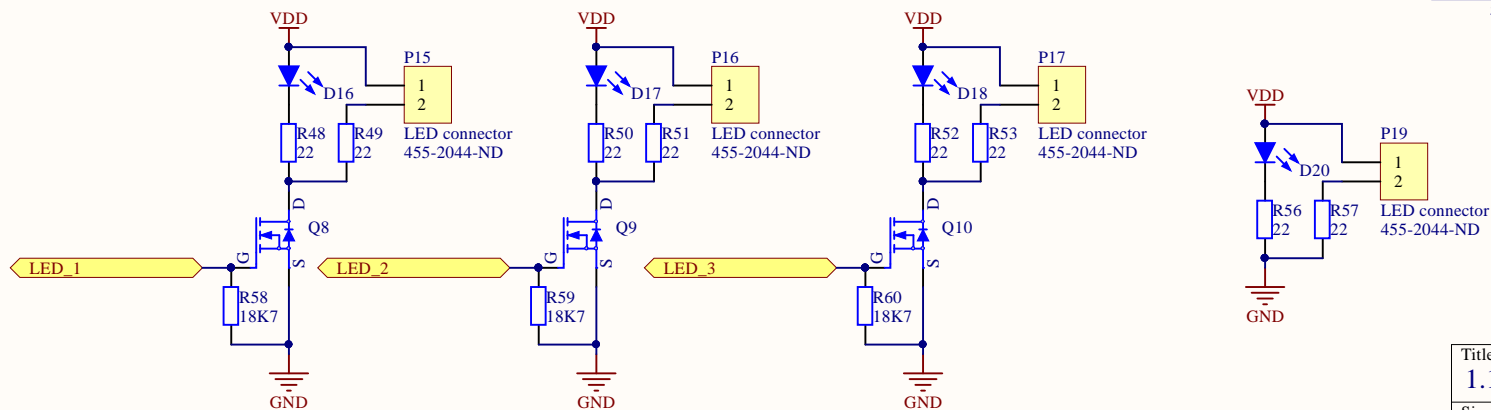 VDD
P15
1
2
D16
R48
22
R49
22
LED connector
455-2044-ND
D
Q8
G
S
LED_1
R58
18K7
GND
VDD
P16
1
2
D17
R50
22
R51
22
LED connector
455-2044-ND
D
Q9
G
S
LED_2
R59
18K7
GND
VDD
P17
1
2
D18
R52
22
R53
22
LED connector
455-2044-ND
D
Q10
G
S
LED_3
R60
18K7
GND
VDD
P19
1
2
D20
R56
22
R57
22
LED connector
455-2044-ND
GND
Title